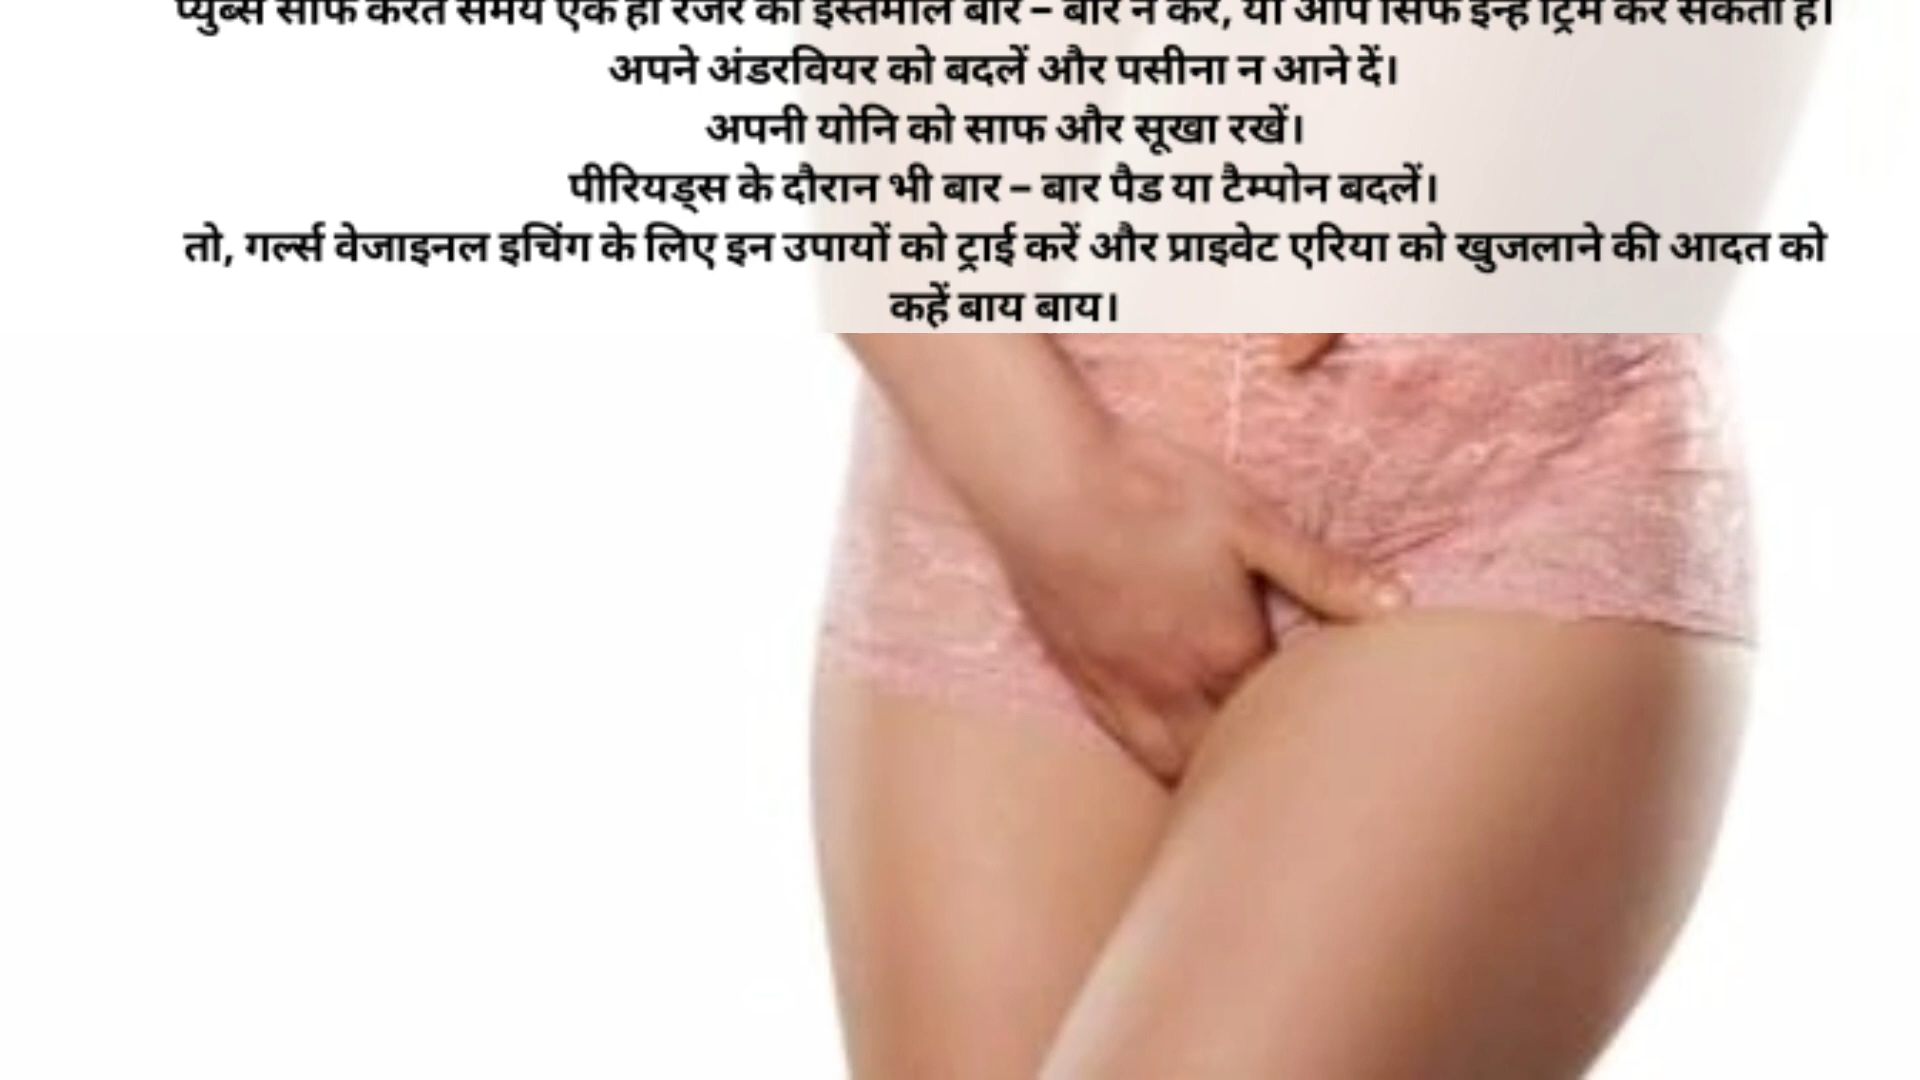 प्युब्स साफ करते समय एक ही रेजर का इस्तेमाल बार – बार न करें, या आप सिर्फ इन्हें ट्रिम कर सकती हैं।
अपने अंडरवियर को बदलें और पसीना न आने दें।
अपनी योनि को साफ और सूखा रखें।
पीरियड्स के दौरान भी बार – बार पैड या टैम्पोन बदलें।
तो, गर्ल्स वेजाइनल इचिंग के लिए इन उपायों को ट्राई करें और प्राइवेट एरिया को खुजलाने की आदत को
कहें बाय बाय।